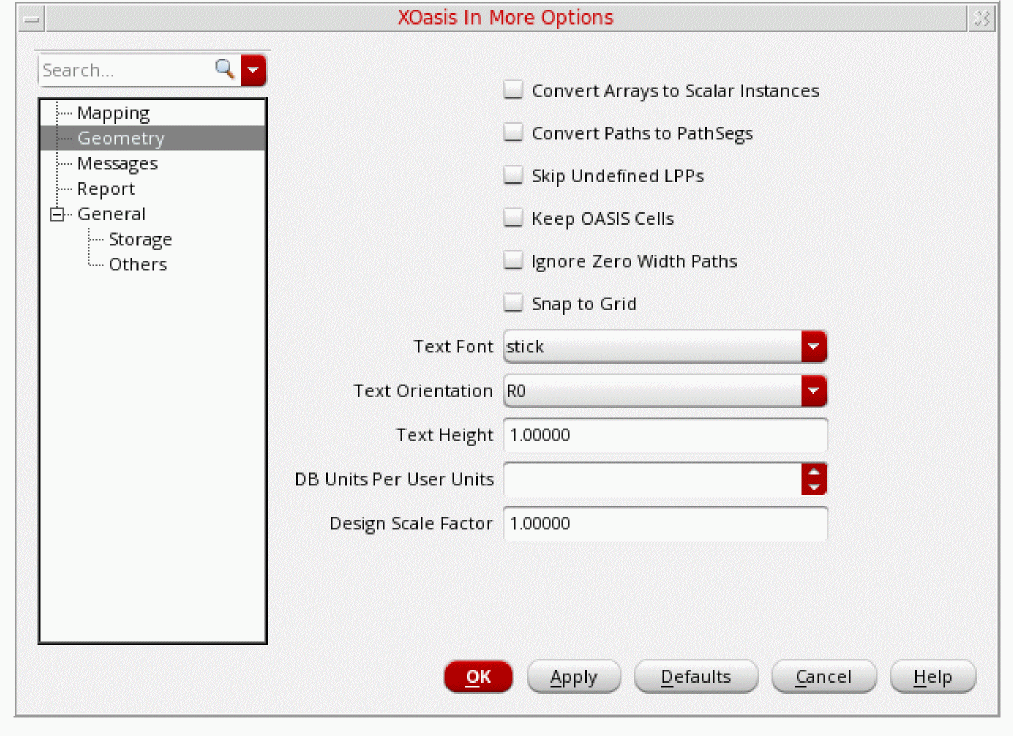 XOasis In More Options
Search...
Mapping
Geometry
Messages
Report
General
Storage
Others
Convert Arrays to Scalar Instances
Convert Paths to PathSegs
Skip Undefined LPPs
Keep OASIS Cells
Ignore Zero Width Paths
Snap to Grid
Text Font stick
Text Orientation R0
Text Height 1.00000
DB Units Per User Units
Design Scale Factor 1.00000
OK Apply Defaults Cancel Help